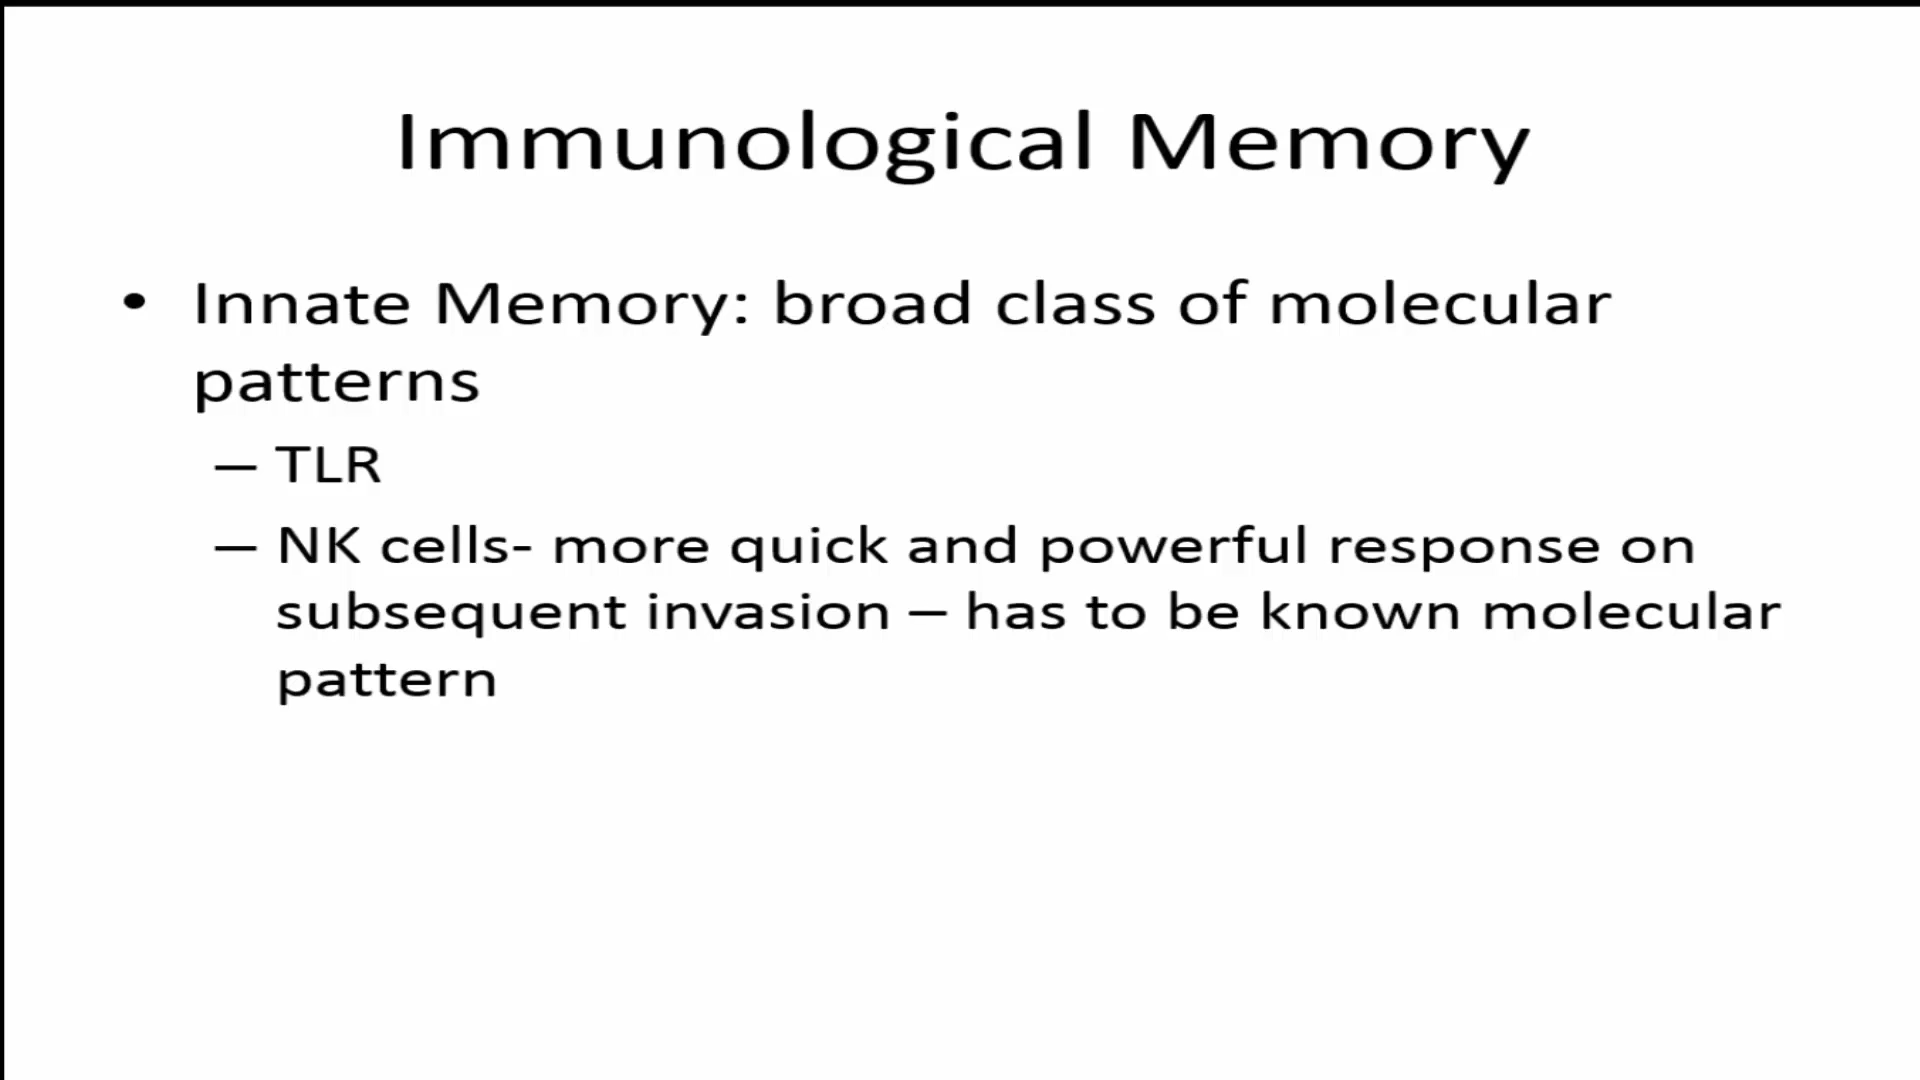 Immunological Memory
• Innate Memory: broad class of molecular
patterns
– TLR
– NK cells- more quick and powerful response on
subsequent invasion – has to be known molecular
pattern